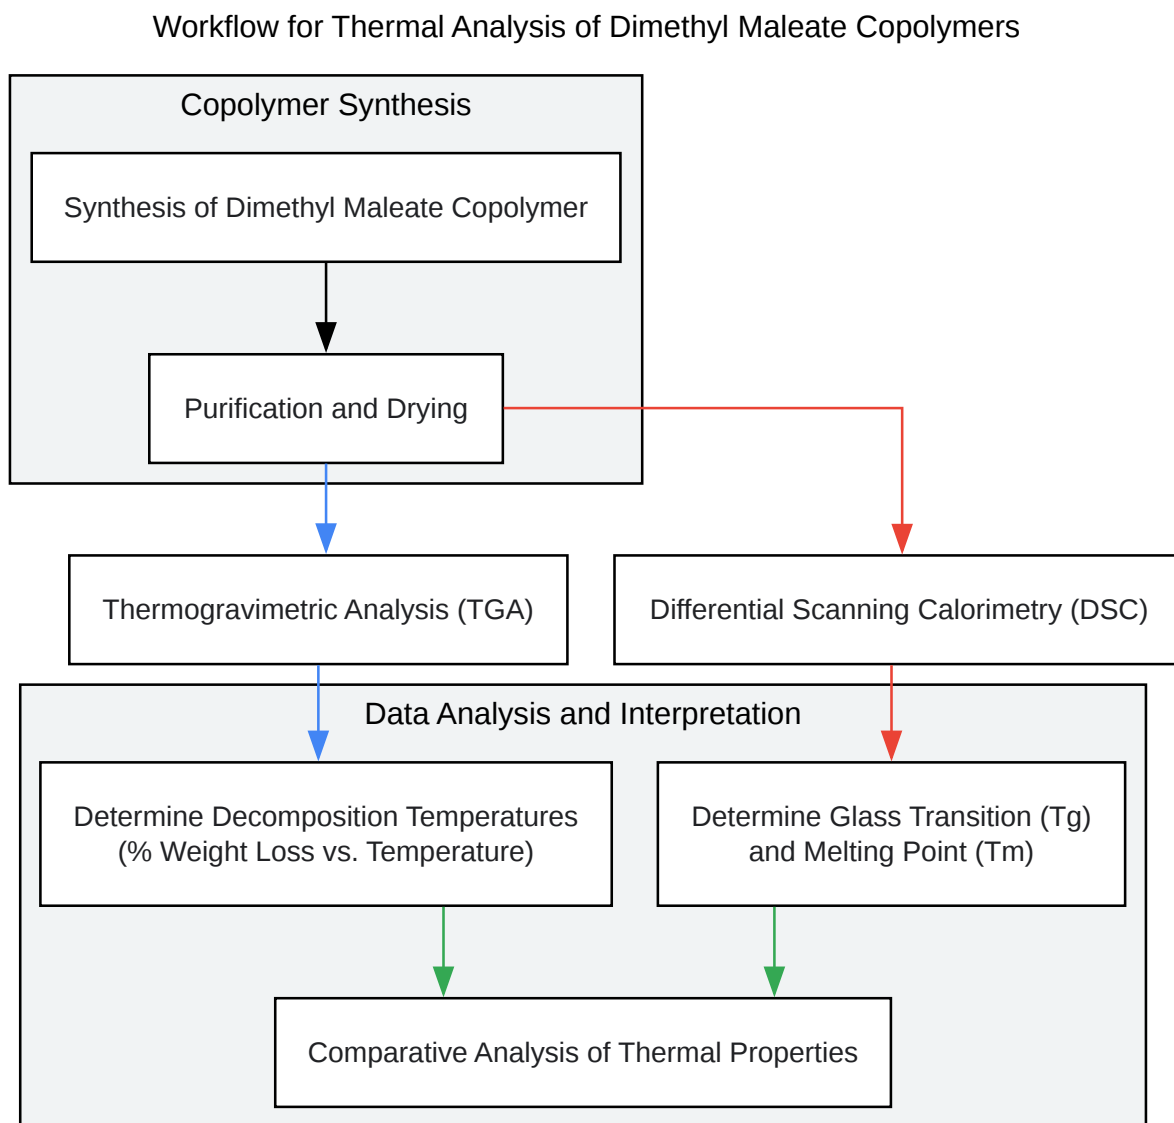 Workflow for Thermal Analysis of Dimethyl Maleate Copolymers
Copolymer Synthesis
Synthesis of Dimethyl Maleate Copolymer
Purification and Drying
Thermogravimetric Analysis (TGA)
Differential Scanning Calorimetry (DSC)
Data Analysis and Interpretation
Determine Decomposition Temperatures
(% Weight Loss vs. Temperature)
Determine Glass Transition (Tg)
and Melting Point (Tm)
Comparative Analysis of Thermal Properties